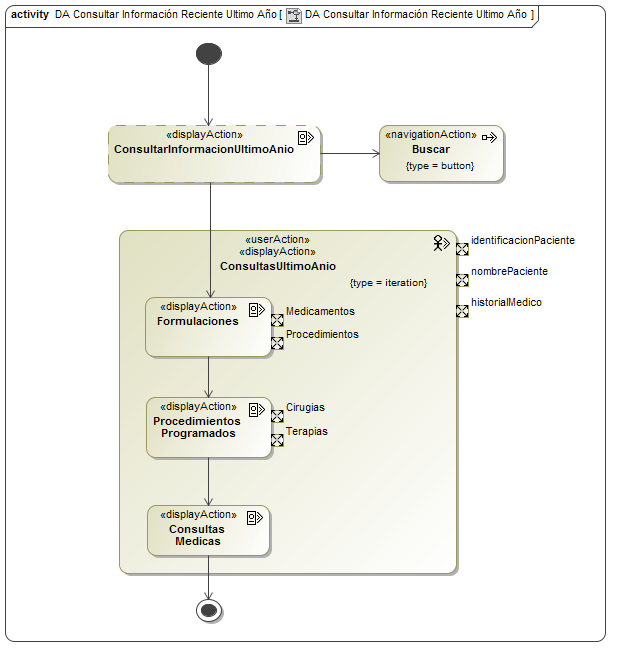 activity DA Consultar Información Reciente Ultimo Año [ DA Consultar Información Reciente Ultimo Año ]
«displayAction»
ConsultarInformacionUltimoAnio
«navigationAction»
Buscar
{type = button}
«userAction»
«displayAction»
ConsultasUltimoAnio
{type = iteration}
identificacionPaciente
nombrePaciente
historialMedico
«displayAction»
Formulaciones
Medicamentos
Procedimientos
«displayAction»
Procedimientos
Programados
Cirugias
Terapias
«displayAction»
Consultas
Medicas